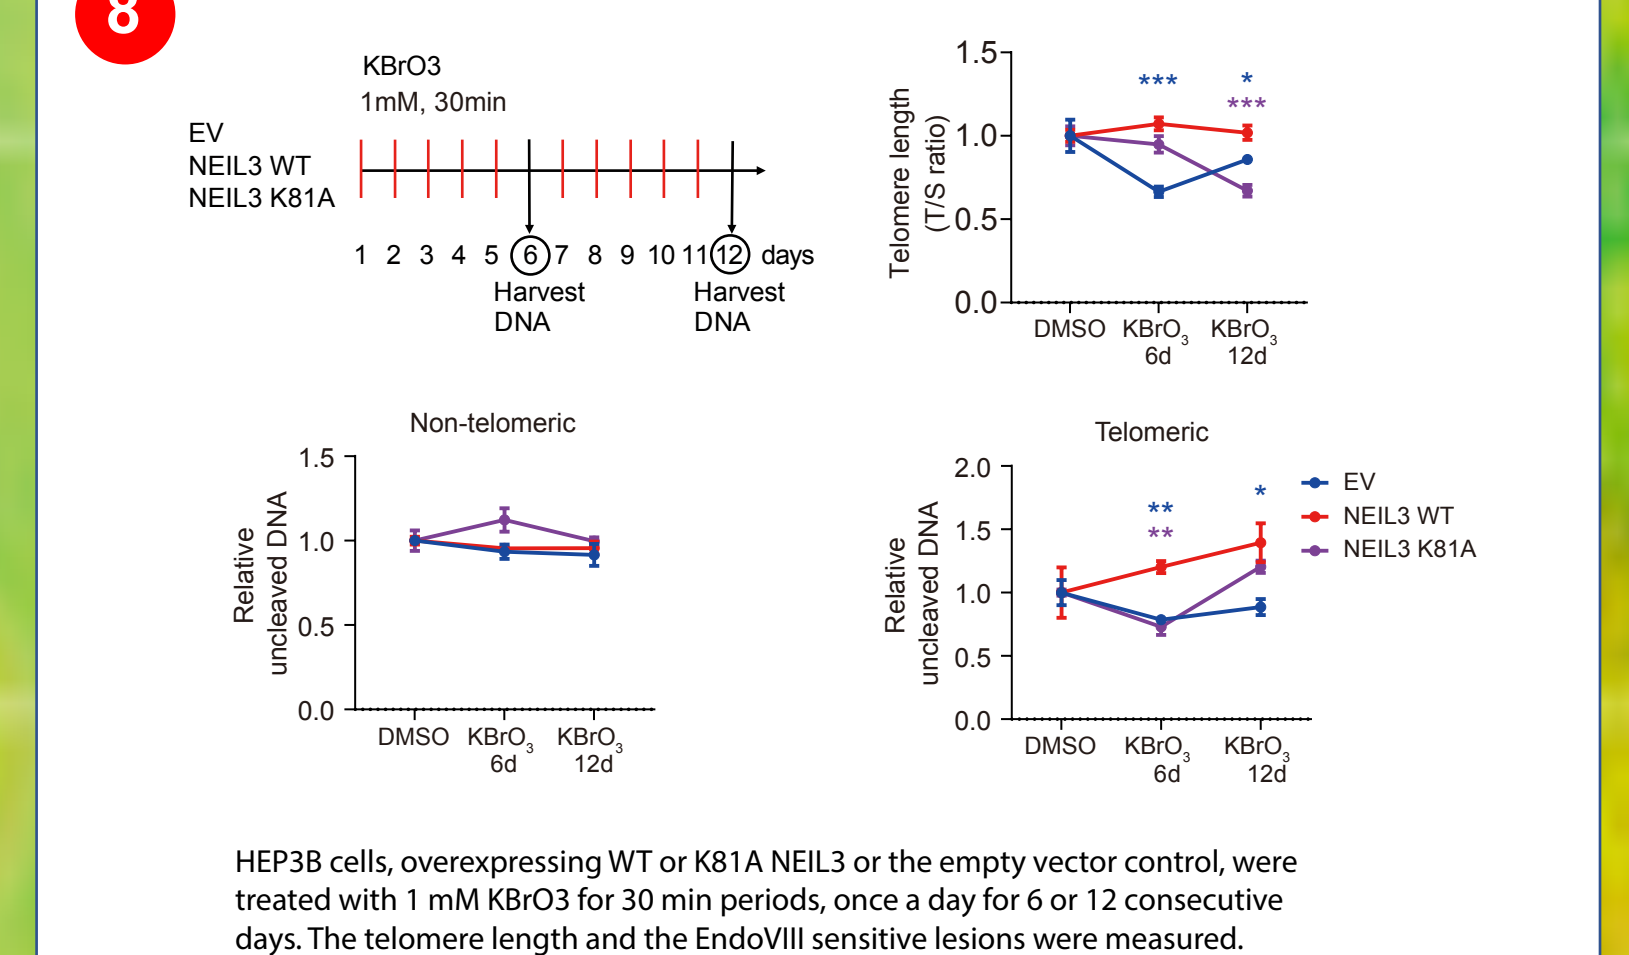 8
KBrO3
1mM, 30min
EV
NEIL3 WT
NEIL3 K81A
1 2 3 4 5 6 7 8 9 10 11 12 days
Harvest
DNA
Harvest
DNA
Telomere length
(T/S ratio)
1.5
1.0
0.5
0.0
*** *
***
DMSO KBrO3 KBrO3
6d 12d
Non-telomeric
Relative
uncleaved DNA
1.5
1.0
0.5
0.0
DMSO KBrO3 KBrO3
6d 12d
Telomeric
Relative
uncleaved DNA
2.0
1.5
1.0
0.5
0.0
** *
**
DMSO KBrO3 KBrO3
6d 12d
EV
NEIL3 WT
NEIL3 K81A
HEP3B cells, overexpressing WT or K81A NEIL3 or the empty vector control, were
treated with 1 mM KBrO3 for 30 min periods, once a day for 6 or 12 consecutive
days. The telomere length and the EndoVIII sensitive lesions were measured.